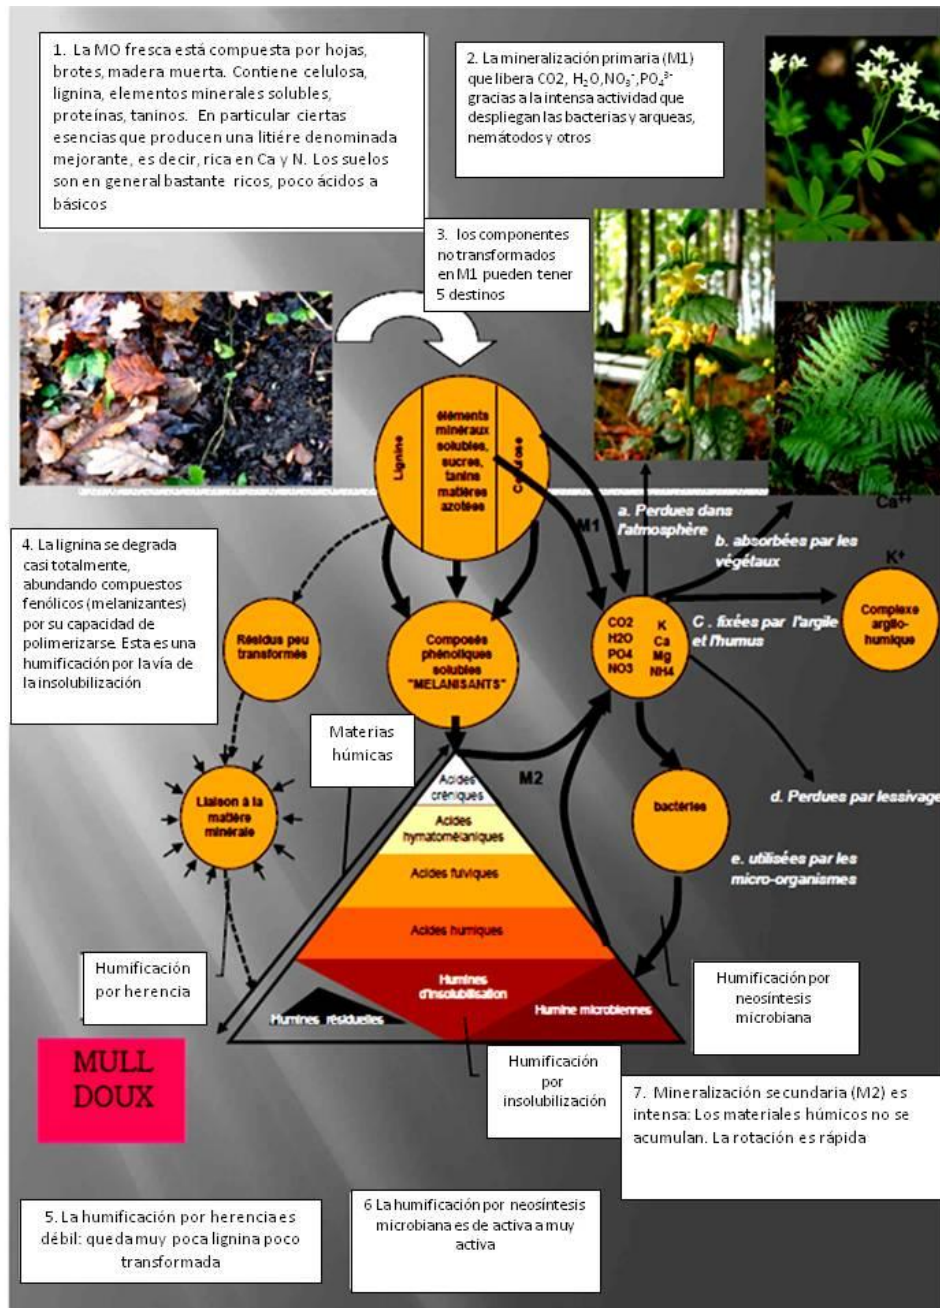 1. La MO fresca está compuesta por hojas,
brotes, madera muerta. Contiene celulosa,
lignina, elementos minerales solubles,
proteínas, taninos. En particular ciertas
esencias que producen una litiére denominada
mejorante, es decir, rica en Ca y N. Los suelos
son en general bastante ricos, poco ácidos a
básicos
2. La mineralización primaria (M1)
que libera CO2, H₂O,NO₃⁻,PO₄³⁻
gracias a la intensa actividad que
despliegan las bacterias y arqueas,
nemátodos y otros
3. los componentes
no transformados
en M1 pueden tener
5 destinos
Lignine
éléments
minéraux
solubles,
sucres,
tanins
matières
azotées
Cellulose
M1
a. Perdues dans
l'atmosphère
b. absorbées par les
végétaux
Ca⁺⁺
K⁺
C. fixées par l'argile
et l'humus
Complexe
argilo-
humique
4. La lignina se degrada
casi totalmente,
abundando compuestos
fenólicos (melanizantes)
por su capacidad de
polimerizarse. Esta es una
humificación por la vía de
la insolubilización
Résidus peu
transformés
Composés
phénoliques
solubles
"MELANISANTS"
CO2
H2O
PO4
NO3
K
Ca
Mg
NH4
Materias
húmicas
M2
Liaison à la
matière
minérale
Acides
créniques
Acides
hymatomélaniques
Acides fulviques
Acides humiques
Humines
d'insolubilisation
Humines résiduelles
Humine microbiennes
bactéries
d. Perdues par lessivage
e. utilisées par les
micro-organismes
Humificación
por herencia
Humificación por
neosíntesis
microbiana
MULL
DOUX
Humificación
por
insolubilización
7. Mineralización secundaria (M2) es
intensa: Los materiales húmicos no se
acumulan. La rotación es rápida
5. La humificación por herencia es
débil: queda muy poca lignina poco
transformada
6 La humificación por neosíntesis
microbiana es de activa a muy
activa